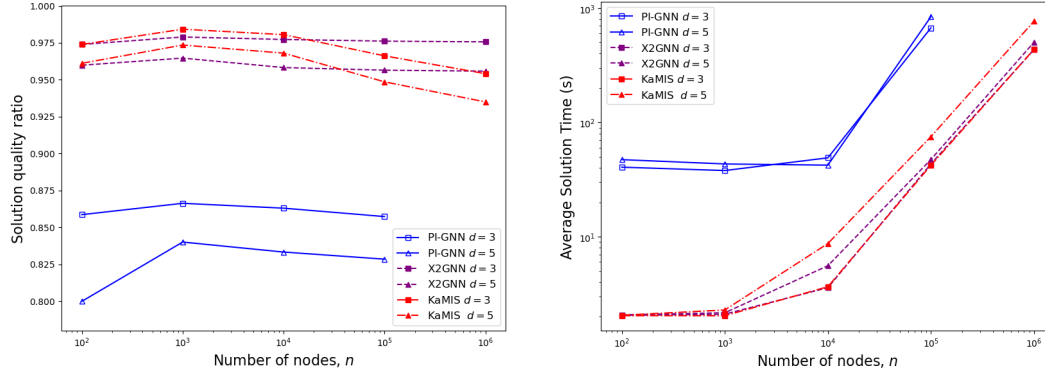 1.000
0.975
0.950
0.925
0.900
0.875
0.850
0.825
0.800
Solution quality ratio
PI-GNN d = 3
PI-GNN d = 5
X2GNN d = 3
X2GNN d = 5
KaMIS d = 3
KaMIS d = 5
10² 10³ 10⁴ 10⁵ 10⁶
Number of nodes, n
10³
10²
10¹
Average Solution Time (s)
PI-GNN d = 3
PI-GNN d = 5
X2GNN d = 3
X2GNN d = 5
KaMIS d = 3
KaMIS d = 5
10² 10³ 10⁴ 10⁵ 10⁶
Number of nodes, n